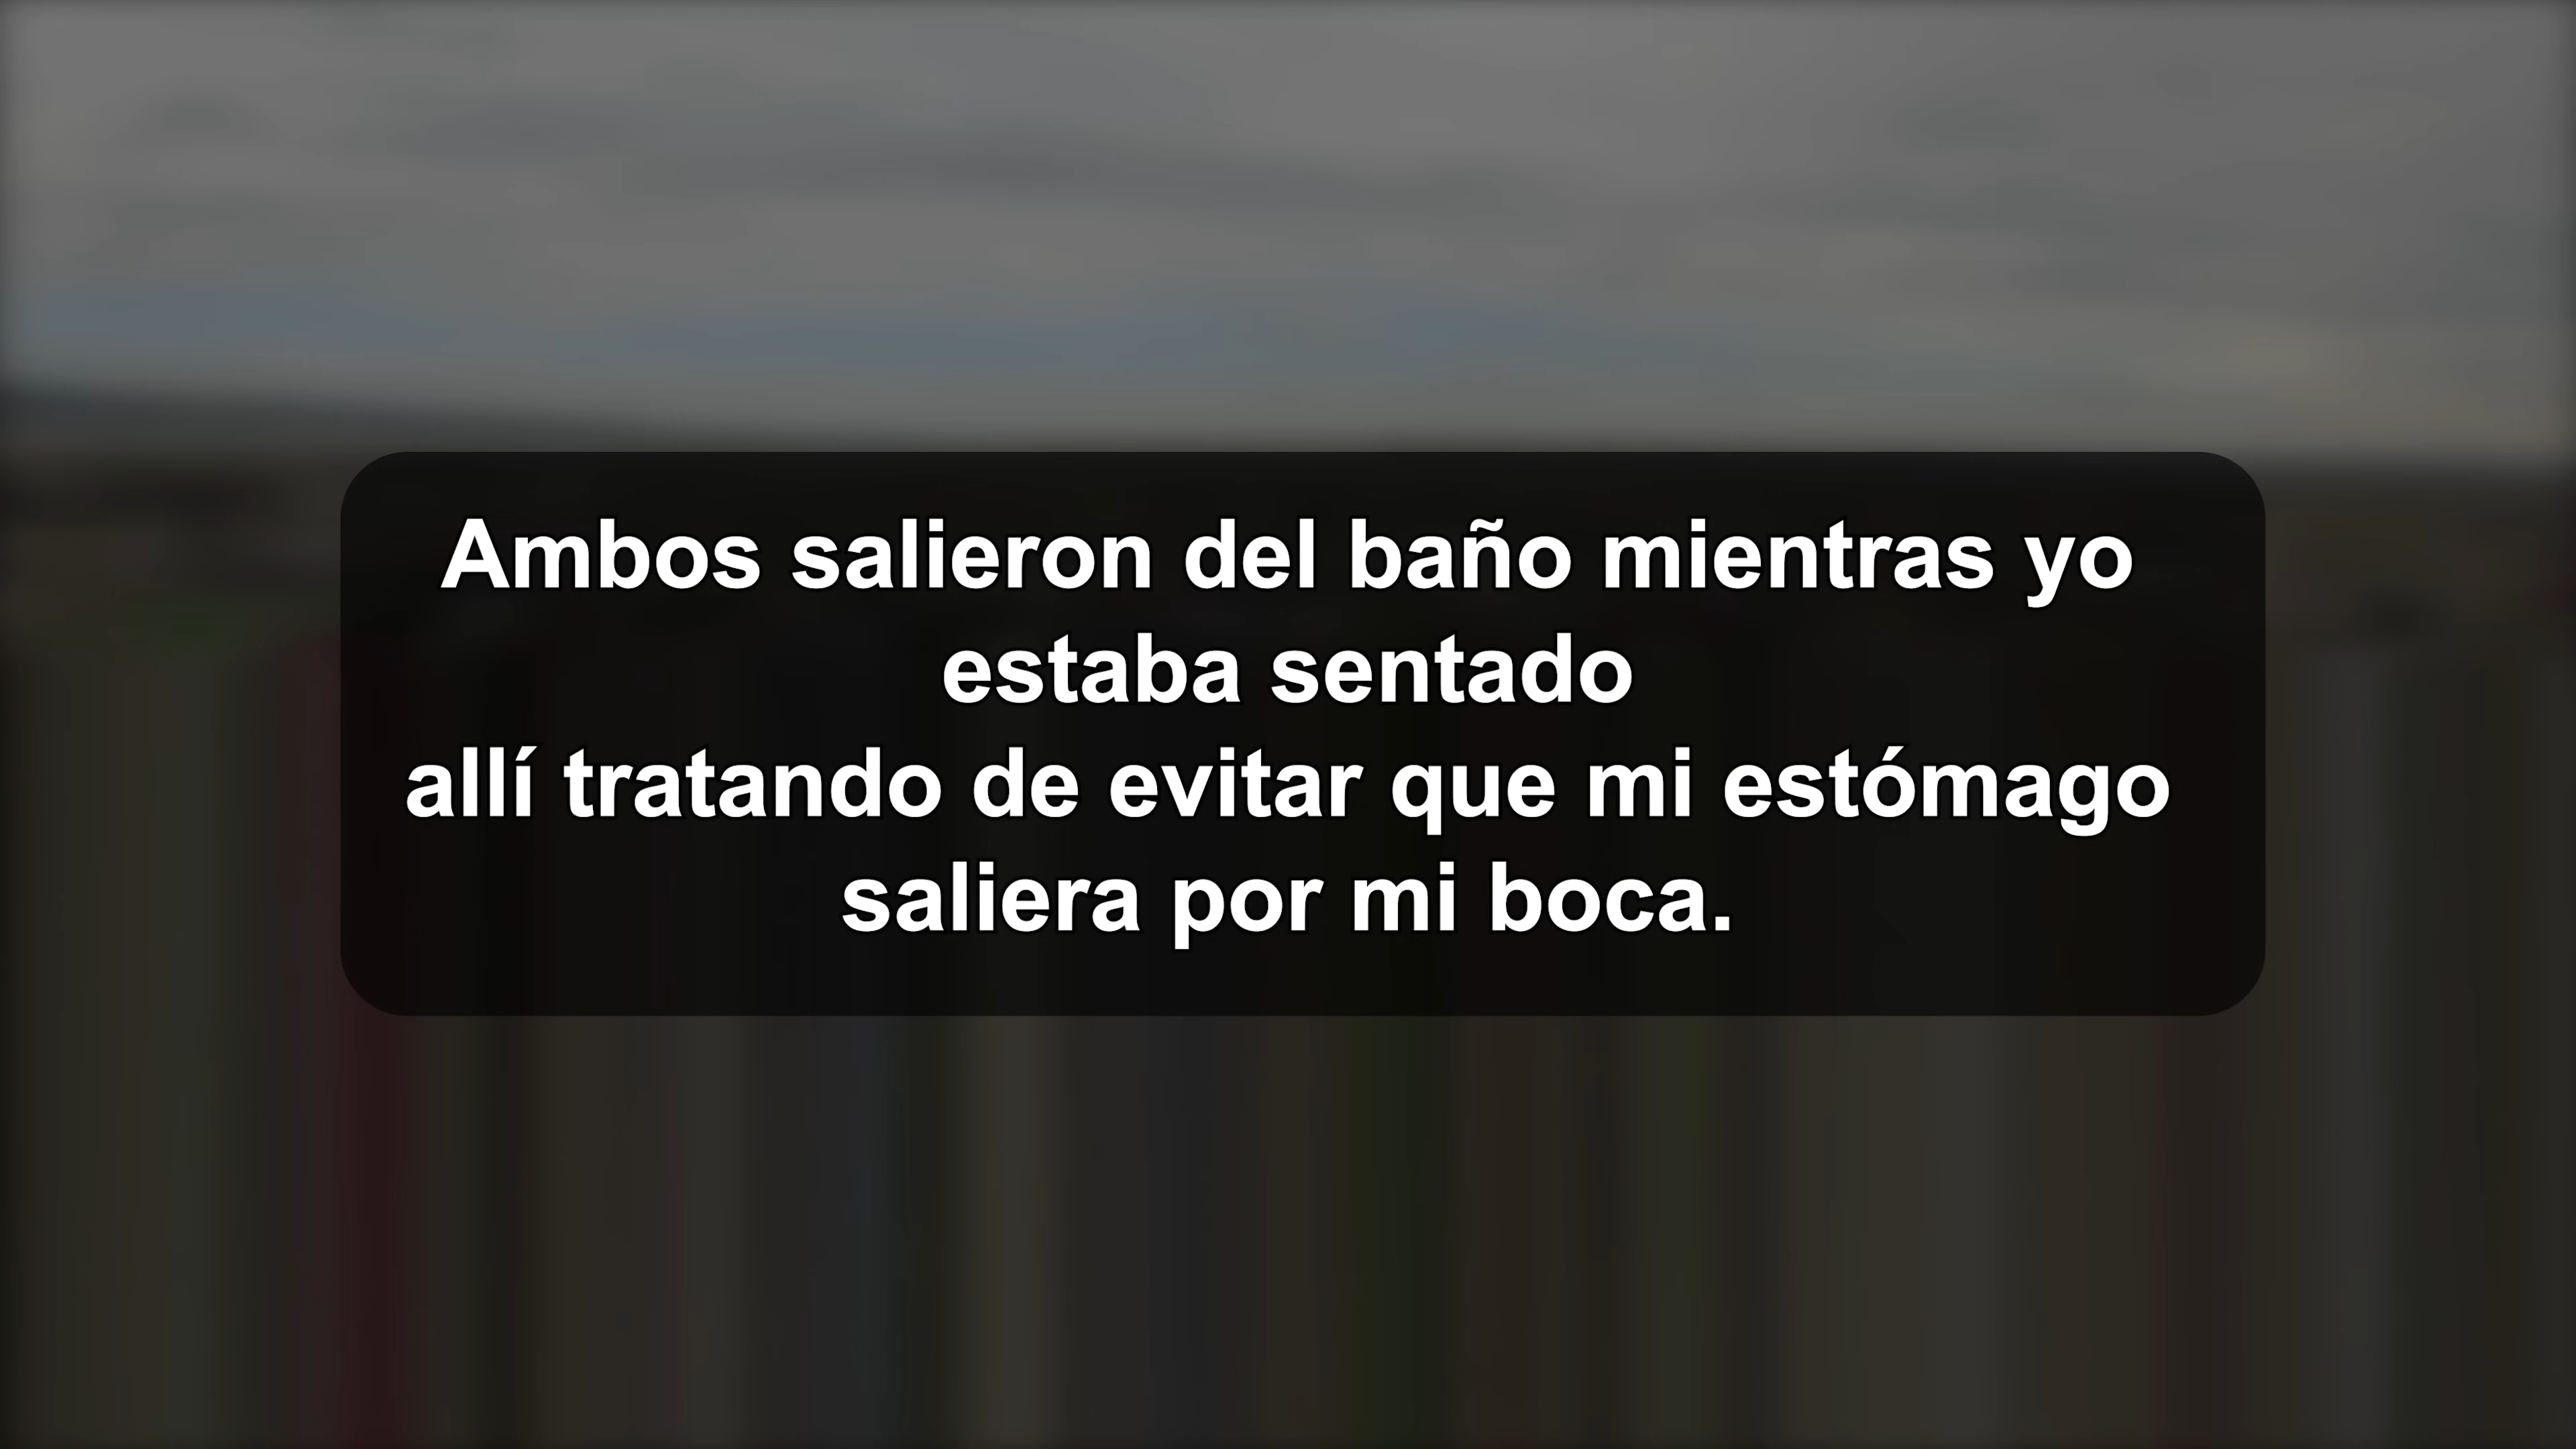 Ambos salieron del baño mientras yo
estaba sentado
allí tratando de evitar que mi estómago
saliera por mi boca.